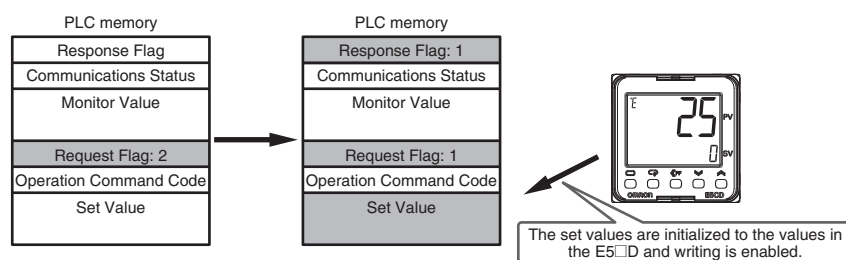 PLC memory
Response Flag
Communications Status
Monitor Value
Request Flag: 2
Operation Command Code
Set Value
PLC memory
Response Flag: 1
Communications Status
Monitor Value
Request Flag: 1
Operation Command Code
Set Value
°C
25
PV
0
SV
OMRON
E5CD
The set values are initialized to the values in
the E5□D and writing is enabled.